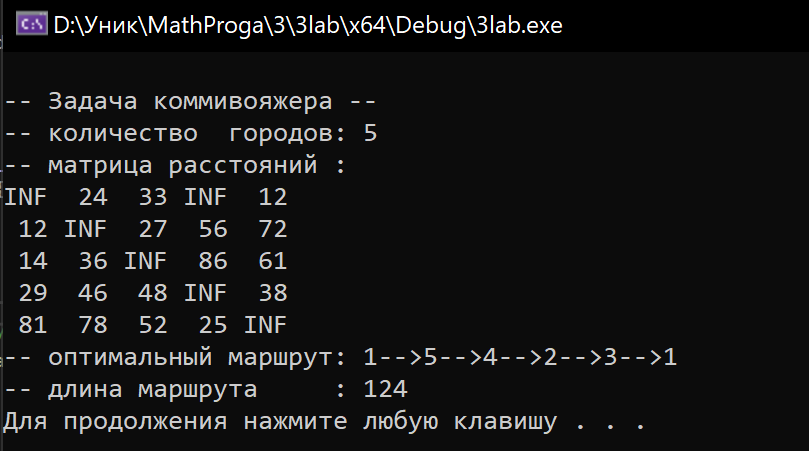 D:\Уник\MathProga\3\3lab\x64\Debug\3lab.exe
-- Задача коммивояжера --
-- количество  городов: 5
-- матрица расстояний :
INF  24  33 INF  12
 12 INF  27  56  72
 14  36 INF  86  61
 29  46  48 INF  38
 81  78  52  25 INF
-- оптимальный маршрут: 1-->5-->4-->2-->3-->1
-- длина маршрута     : 124
Для продолжения нажмите любую клавишу . . .